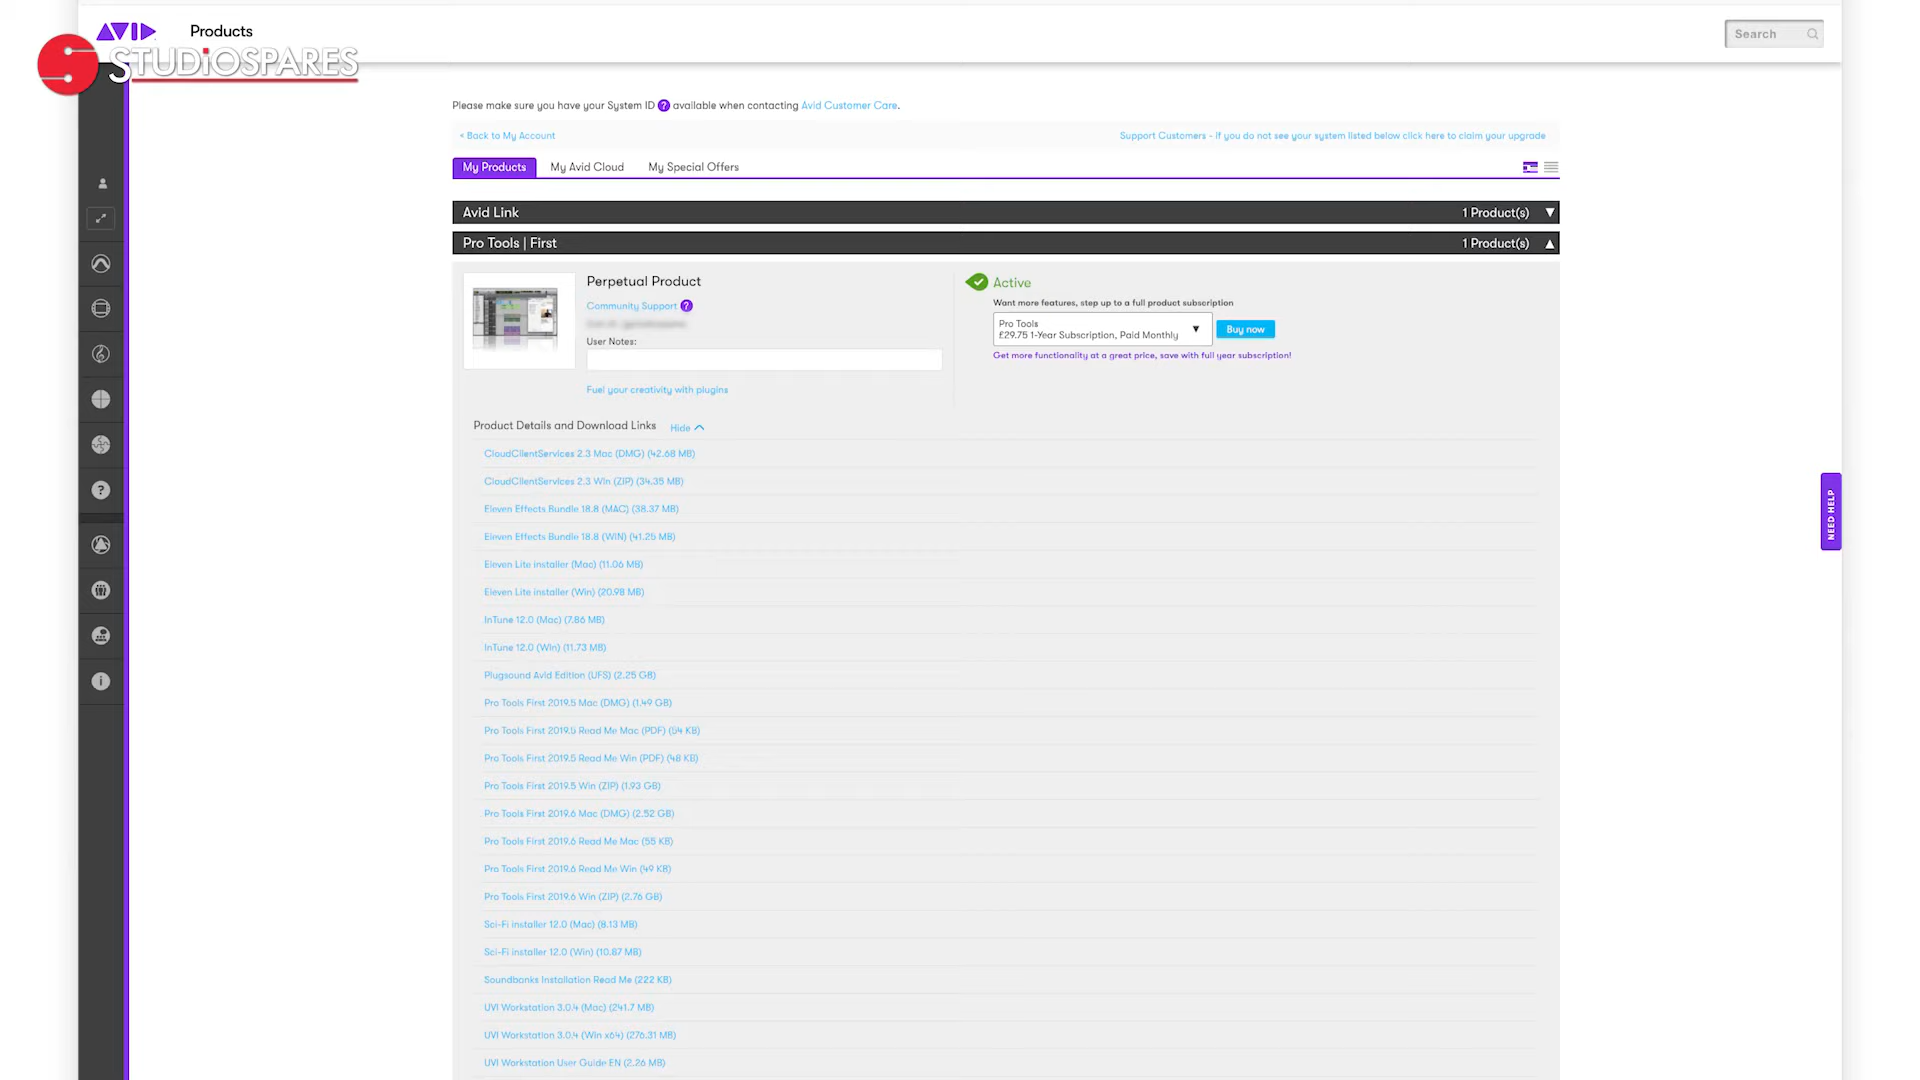 AVID
Products
Search
STUDiOSPARES
Please make sure you have your System ID ? available when contacting Avid Customer Care.
< Back to My Account
Support Customers - if you do not see your system listed below click here to claim your upgrade
My Products
My Avid Cloud
My Special Offers
Avid Link
1 Product(s)
Pro Tools | First
1 Product(s)
Perpetual Product
Community Support ?
User Notes:
Fuel your creativity with plugins
Active
Want more features, step up to a full product subscription
Pro Tools
£29.75 1-Year Subscription, Paid Monthly
Buy now
Get more functionality at a great price, save with full year subscription!
Product Details and Download Links
Hide
CloudClientServices 2.3 Mac (DMG) (42.68 MB)
CloudClientServices 2.3 Win (ZIP) (34.35 MB)
Eleven Effects Bundle 18.8 (MAC) (38.37 MB)
Eleven Effects Bundle 18.8 (WIN) (41.25 MB)
Eleven Lite installer (Mac) (11.06 MB)
Eleven Lite installer (Win) (20.98 MB)
InTune 12.0 (Mac) (7.86 MB)
InTune 12.0 (Win) (11.73 MB)
Plugsound Avid Edition (UFS) (2.25 GB)
Pro Tools First 2019.5 Mac (DMG) (1.49 GB)
Pro Tools First 2019.5 Read Me Mac (PDF) (54 KB)
Pro Tools First 2019.5 Read Me Win (PDF) (48 KB)
Pro Tools First 2019.5 Win (ZIP) (1.93 GB)
Pro Tools First 2019.6 Mac (DMG) (2.52 GB)
Pro Tools First 2019.6 Read Me Mac (55 KB)
Pro Tools First 2019.6 Read Me Win (49 KB)
Pro Tools First 2019.6 Win (ZIP) (2.76 GB)
Sci-Fi installer 12.0 (Mac) (8.13 MB)
Sci-Fi installer 12.0 (Win) (10.87 MB)
Soundbanks Installation Read Me (222 KB)
UVI Workstation 3.0.4 (Mac) (241.7 MB)
UVI Workstation 3.0.4 (Win x64) (276.31 MB)
UVI Workstation User Guide EN (2.26 MB)
NEED HELP